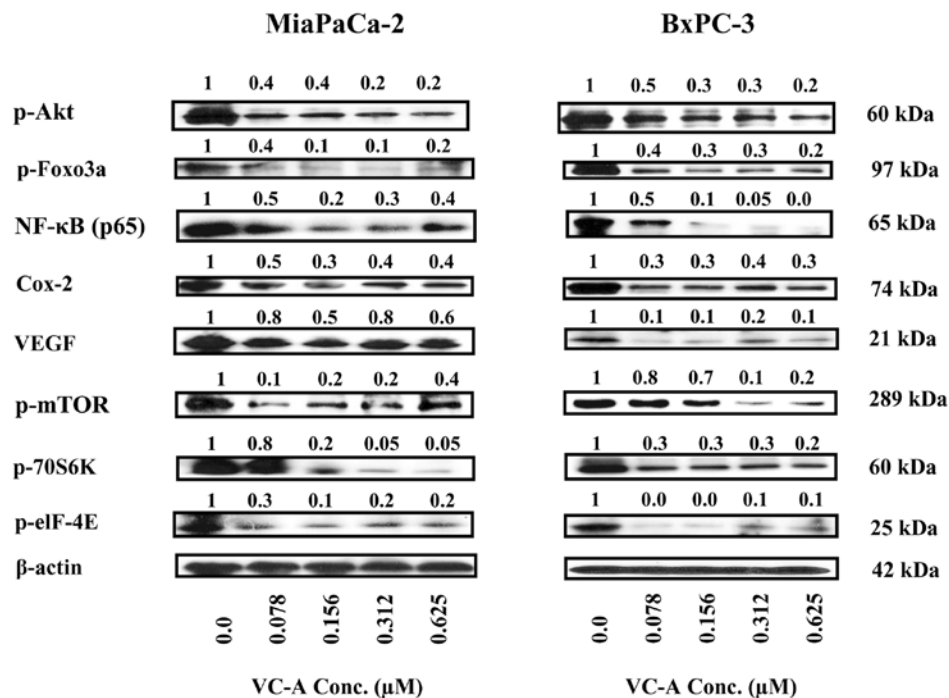 MiaPaCa-2 BxPC-3
1 0.4 0.4 0.2 0.2 1 0.5 0.3 0.3 0.2
p-Akt 60 kDa
1 0.4 0.1 0.1 0.2 1 0.4 0.3 0.3 0.2
p-Foxo3a 97 kDa
1 0.5 0.2 0.3 0.4 1 0.5 0.1 0.05 0.0
NF-κB (p65) 65 kDa
1 0.5 0.3 0.4 0.4 1 0.3 0.3 0.4 0.3
Cox-2 74 kDa
1 0.8 0.5 0.8 0.6 1 0.1 0.1 0.2 0.1
VEGF 21 kDa
1 0.1 0.2 0.2 0.4 1 0.8 0.7 0.1 0.2
p-mTOR 289 kDa
1 0.8 0.2 0.05 0.05 1 0.3 0.3 0.3 0.2
p-70S6K 60 kDa
1 0.3 0.1 0.2 0.2 1 0.0 0.0 0.1 0.1
p-elF-4E 25 kDa
β-actin 42 kDa
0.0 0.078 0.156 0.312 0.625 0.0 0.078 0.156 0.312 0.625
VC-A Conc. (µM) VC-A Conc. (µM)